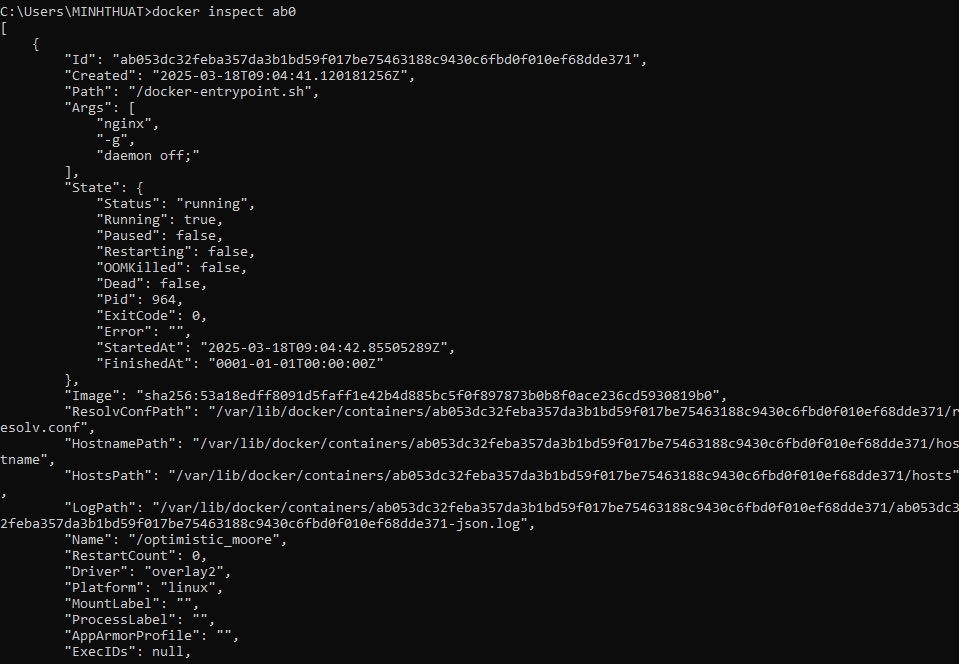 C:\Users\MINHTHUAT>docker inspect ab0
[
    {
        "Id": "ab053dc32feba357da3b1bd59f017be75463188c9430c6fbd0f010ef68dde371",
        "Created": "2025-03-18T09:04:41.120181256Z",
        "Path": "/docker-entrypoint.sh",
        "Args": [
            "nginx",
            "-g",
            "daemon off;"
        ],
        "State": {
            "Status": "running",
            "Running": true,
            "Paused": false,
            "Restarting": false,
            "OOMKilled": false,
            "Dead": false,
            "Pid": 964,
            "ExitCode": 0,
            "Error": "",
            "StartedAt": "2025-03-18T09:04:42.85505289Z",
            "FinishedAt": "0001-01-01T00:00:00Z"
        },
        "Image": "sha256:53a18edff8091d5faff1e42b4d885bc5f0f897873b0b8f0ace236cd5930819b0",
        "ResolvConfPath": "/var/lib/docker/containers/ab053dc32feba357da3b1bd59f017be75463188c9430c6fbd0f010ef68dde371/r
esolv.conf",
        "HostnamePath": "/var/lib/docker/containers/ab053dc32feba357da3b1bd59f017be75463188c9430c6fbd0f010ef68dde371/hos
tname",
        "HostsPath": "/var/lib/docker/containers/ab053dc32feba357da3b1bd59f017be75463188c9430c6fbd0f010ef68dde371/hosts"
,
        "LogPath": "/var/lib/docker/containers/ab053dc32feba357da3b1bd59f017be75463188c9430c6fbd0f010ef68dde371/ab053dc3
2feba357da3b1bd59f017be75463188c9430c6fbd0f010ef68dde371-json.log",
        "Name": "/optimistic_moore",
        "RestartCount": 0,
        "Driver": "overlay2",
        "Platform": "linux",
        "MountLabel": "",
        "ProcessLabel": "",
        "AppArmorProfile": "",
        "ExecIDs": null,